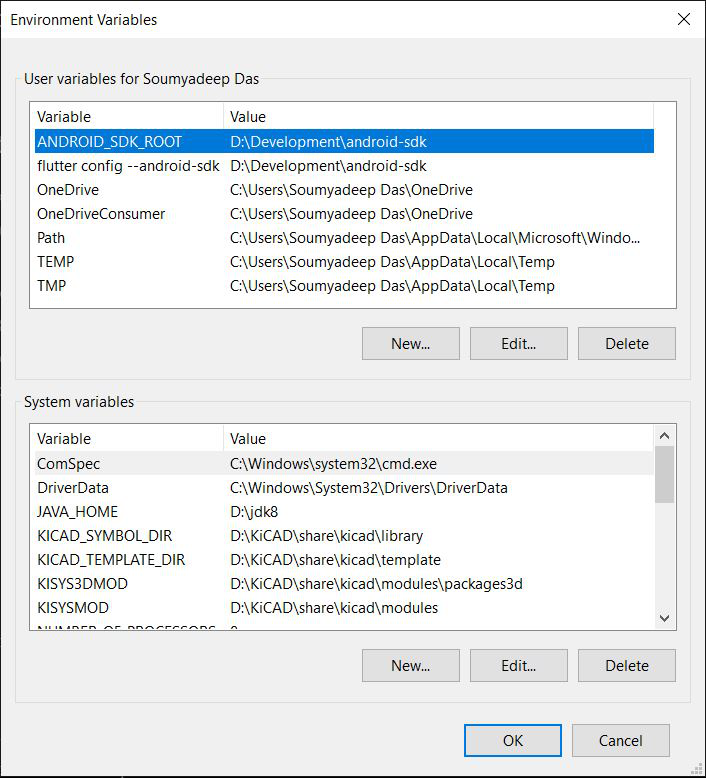 Environment Variables
User variables for Soumyadeep Das
Variable Value
ANDROID_SDK_ROOT D:\Development\android-sdk
flutter config --android-sdk D:\Development\android-sdk
OneDrive C:\Users\Soumyadeep Das\OneDrive
OneDriveConsumer C:\Users\Soumyadeep Das\OneDrive
Path C:\Users\Soumyadeep Das\AppData\Local\Microsoft\Windo...
TEMP C:\Users\Soumyadeep Das\AppData\Local\Temp
TMP C:\Users\Soumyadeep Das\AppData\Local\Temp
New... Edit... Delete
System variables
Variable Value
ComSpec C:\Windows\system32\cmd.exe
DriverData C:\Windows\System32\Drivers\DriverData
JAVA_HOME D:\jdk8
KICAD_SYMBOL_DIR D:\KiCAD\share\kicad\library
KICAD_TEMPLATE_DIR D:\KiCAD\share\kicad\template
KISYS3DMOD D:\KiCAD\share\kicad\modules\packages3d
KISYSMOD D:\KiCAD\share\kicad\modules
NUMBER_OF_PROCESSORS
New... Edit... Delete
OK Cancel